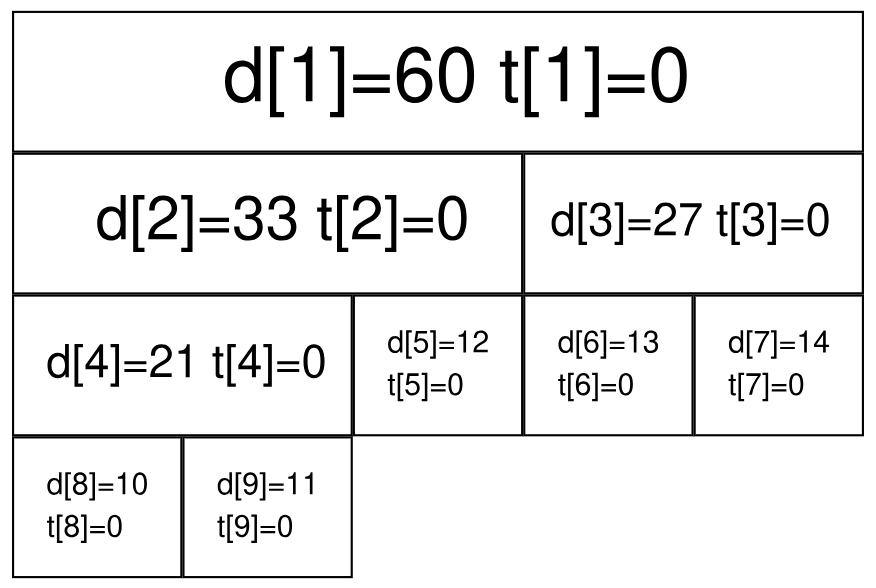 d[1]=60 t[1]=0
d[2]=33 t[2]=0
d[3]=27 t[3]=0
d[4]=21 t[4]=0
d[5]=12
t[5]=0
d[6]=13
t[6]=0
d[7]=14
t[7]=0
d[8]=10
t[8]=0
d[9]=11
t[9]=0